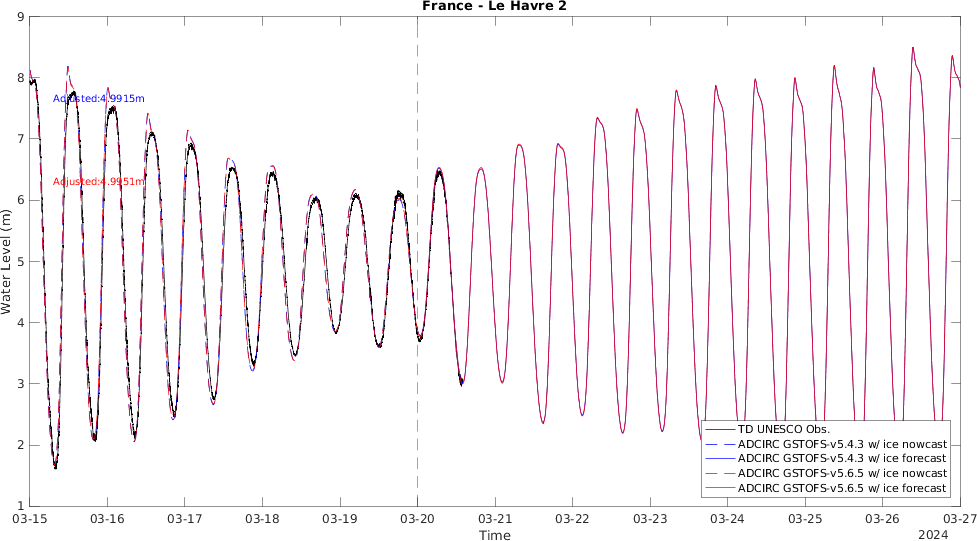 France - Le Havre 2
9
8
7
6
5
4
3
2
1
Water Level (m)
Adjusted:4.9915m
Adjusted:4.9951m
TD UNESCO Obs.
ADCIRC GSTOFS-v5.4.3 w/ ice nowcast
ADCIRC GSTOFS-v5.4.3 w/ ice forecast
ADCIRC GSTOFS-v5.6.5 w/ ice nowcast
ADCIRC GSTOFS-v5.6.5 w/ ice forecast
03-15 03-16 03-17 03-18 03-19 03-20 03-21 03-22 03-23 03-24 03-25 03-26 03-27
Time
2024